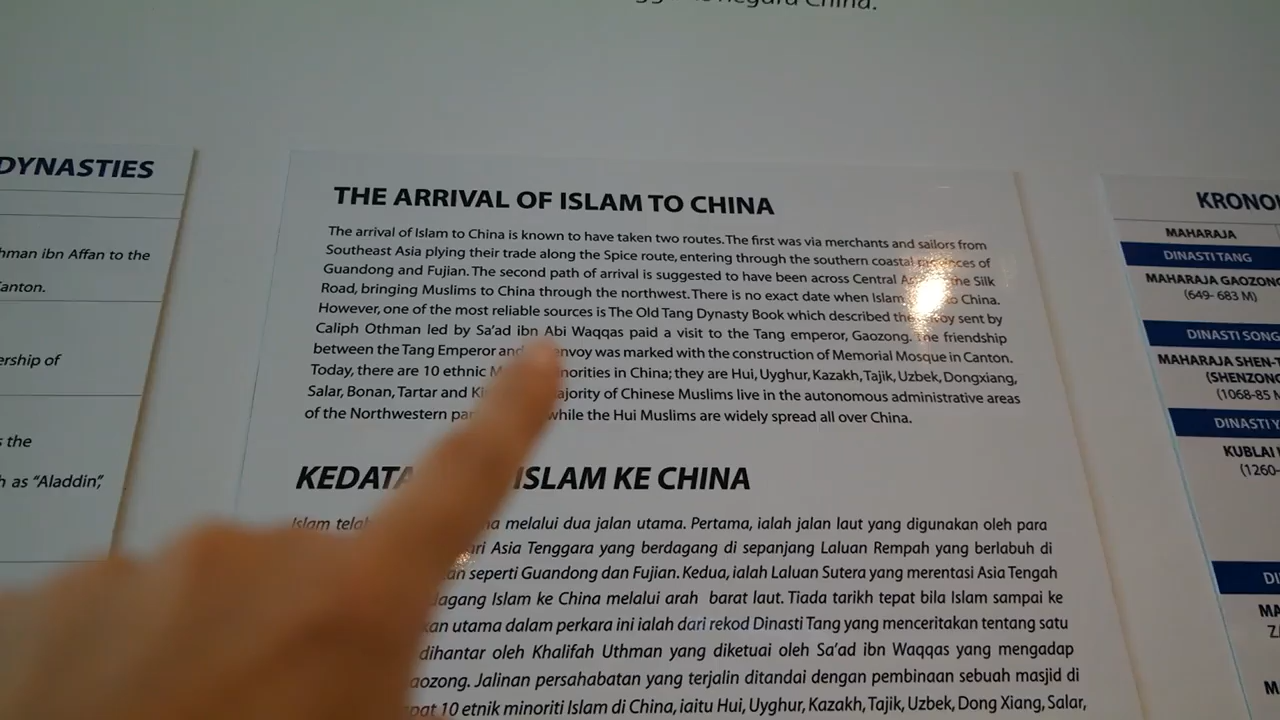 negara China.
DYNASTIES
hman ibn Affan to the
Canton.
ership of
s the
h as “Aladdin”,
THE ARRIVAL OF ISLAM TO CHINA
The arrival of Islam to China is known to have taken two routes. The first was via merchants and sailors from
Southeast Asia plying their trade along the Spice route, entering through the southern coastal of
Guandong and Fujian. The second path of arrival is suggested to have been across Central the Silk
Road, bringing Muslims to China through the northwest. There is no exact date when Islam to China.
However, one of the most reliable sources is The Old Tang Dynasty Book which described the sent by
Caliph Othman led by Sa’ad ibn Abi Waqqas paid a visit to the Tang emperor, Gaozong. The friendship
between the Tang Emperor and envoy was marked with the construction of Memorial Mosque in Canton.
Today, there are 10 ethnic minorities in China; they are Hui, Uyghur, Kazakh, Tajik, Uzbek, Dongxiang,
Salar, Bonan, Tartar and majority of Chinese Muslims live in the autonomous administrative areas
of the Northwestern while the Hui Muslims are widely spread all over China.
KEDATA ISLAM KE CHINA
Islam telah melalui dua jalan utama. Pertama, ialah jalan laut yang digunakan oleh para
ri Asia Tenggara yang berdagang di sepanjang Laluan Rempah yang berlabuh di
an seperti Guandong dan Fujian. Kedua, ialah Laluan Sutera yang merentasi Asia Tengah
dagang Islam ke China melalui arah barat laut. Tiada tarikh tepat bila Islam sampai ke
kan utama dalam perkara ini ialah dari rekod Dinasti Tang yang menceritakan tentang satu
dihantar oleh Khalifah Uthman yang diketuai oleh Sa’ad ibn Waqqas yang mengadap
aozong. Jalinan persahabatan yang terjalin ditandai dengan pembinaan sebuah masjid di
pat 10 etnik minoriti Islam di China, iaitu Hui, Uyghur, Kazakh, Tajik, Uzbek, Dong Xiang, Salar,
KRONO
MAHARAJA
DINASTI TANG
MAHARAJA GAOZONG
(649- 683 M)
DINASTI SONG
MAHARAJA SHEN-T
(SHENZONG
(1068-85 M
DINASTI Y
KUBLAI
(1260-
DI
MA
Z
M